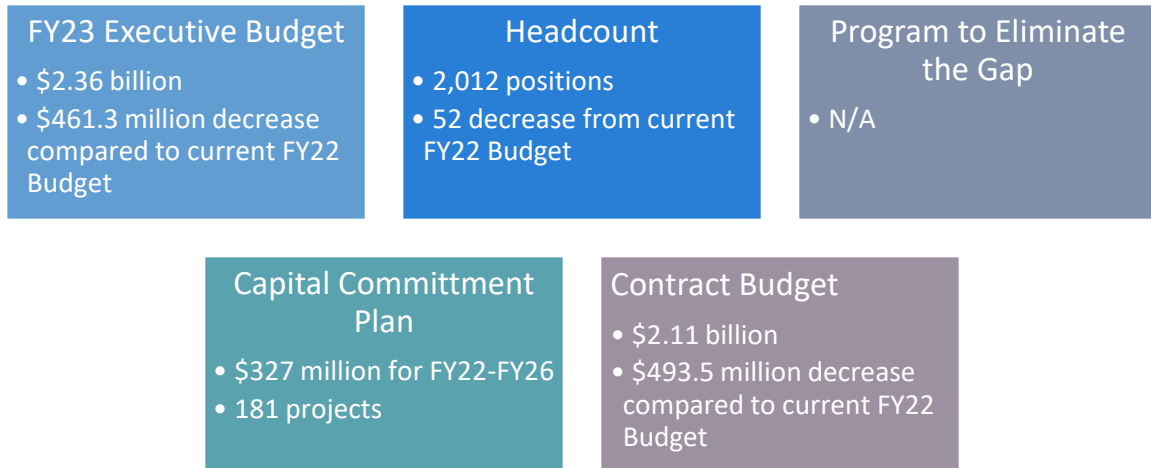 FY23 Executive Budget
• $2.36 billion
• $461.3 million decrease
compared to current FY22
Budget
Headcount
• 2,012 positions
• 52 decrease from current
FY22 Budget
Program to Eliminate
the Gap
• N/A
Capital Committment
Plan
• $327 million for FY22-FY26
• 181 projects
Contract Budget
• $2.11 billion
• $493.5 million decrease
compared to current FY22
Budget